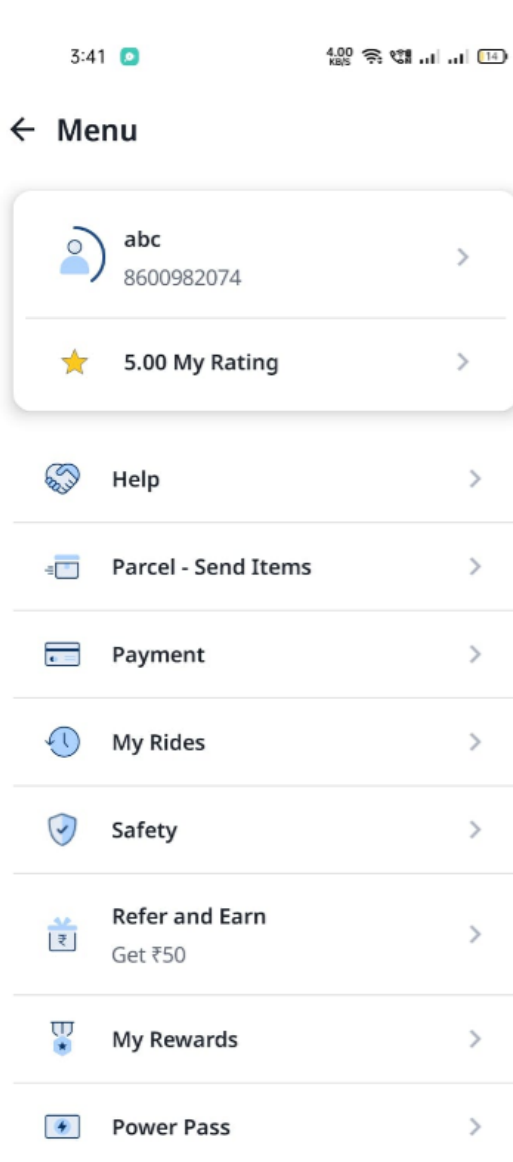 3:41
4.00
KB/S
14
Menu
abc
8600982074
5.00 My Rating
Help
Parcel - Send Items
Payment
My Rides
Safety
Refer and Earn
Get ₹50
My Rewards
Power Pass